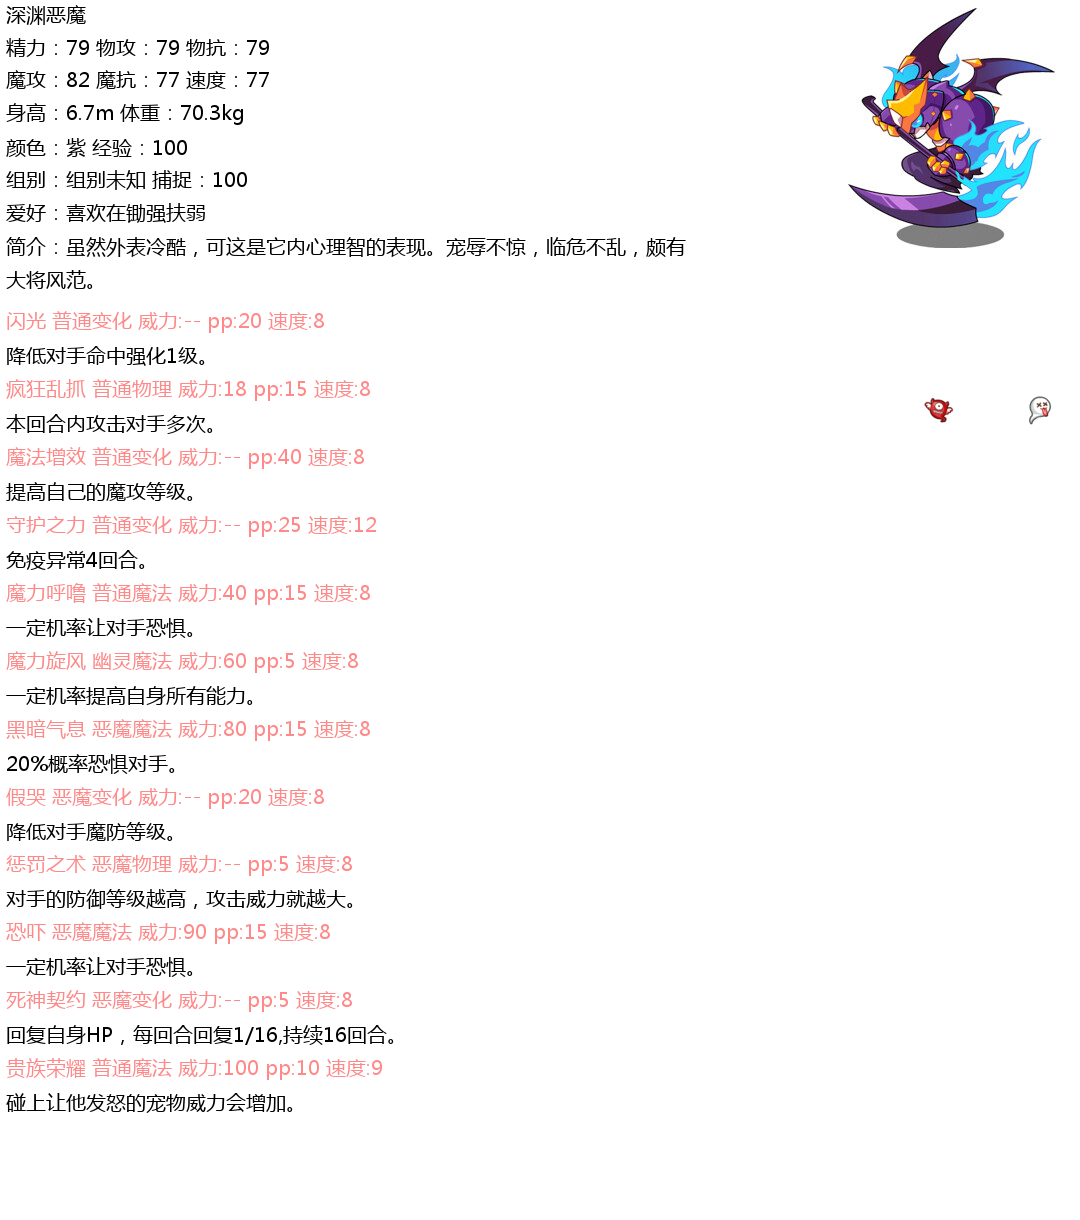 深渊恶魔
精力：79 物攻：79 物抗：79
魔攻：82 魔抗：77 速度：77
身高：6.7m 体重：70.3kg
颜色：紫 经验：100
组别：组别未知 捕捉：100
爱好：喜欢在锄强扶弱
简介：虽然外表冷酷，可这是它内心理智的表现。宠辱不惊，临危不乱，颇有
大将风范。
闪光 普通变化 威力:-- pp:20 速度:8
降低对手命中强化1级。
疯狂乱抓 普通物理 威力:18 pp:15 速度:8
本回合内攻击对手多次。
魔法增效 普通变化 威力:-- pp:40 速度:8
提高自己的魔攻等级。
守护之力 普通变化 威力:-- pp:25 速度:12
免疫异常4回合。
魔力呼噜 普通魔法 威力:40 pp:15 速度:8
一定机率让对手恐惧。
魔力旋风 幽灵魔法 威力:60 pp:5 速度:8
一定机率提高自身所有能力。
黑暗气息 恶魔魔法 威力:80 pp:15 速度:8
20%概率恐惧对手。
假哭 恶魔变化 威力:-- pp:20 速度:8
降低对手魔防等级。
惩罚之术 恶魔物理 威力:-- pp:5 速度:8
对手的防御等级越高，攻击威力就越大。
恐吓 恶魔魔法 威力:90 pp:15 速度:8
一定机率让对手恐惧。
死神契约 恶魔变化 威力:-- pp:5 速度:8
回复自身HP，每回合回复1/16,持续16回合。
贵族荣耀 普通魔法 威力:100 pp:10 速度:9
碰上让他发怒的宠物威力会增加。